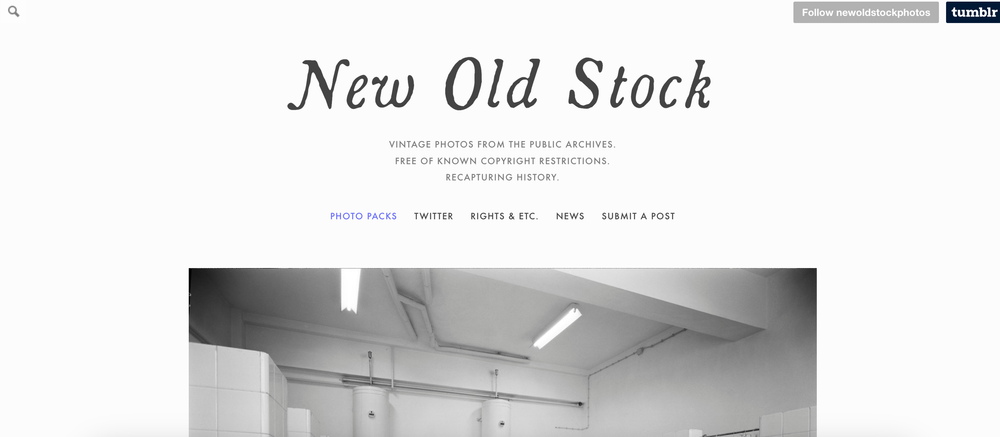 Follow newoldstockphotos
tumblr
New Old Stock
VINTAGE PHOTOS FROM THE PUBLIC ARCHIVES.
FREE OF KNOWN COPYRIGHT RESTRICTIONS.
RECAPTURING HISTORY.
PHOTO PACKS TWITTER RIGHTS & ETC. NEWS SUBMIT A POST